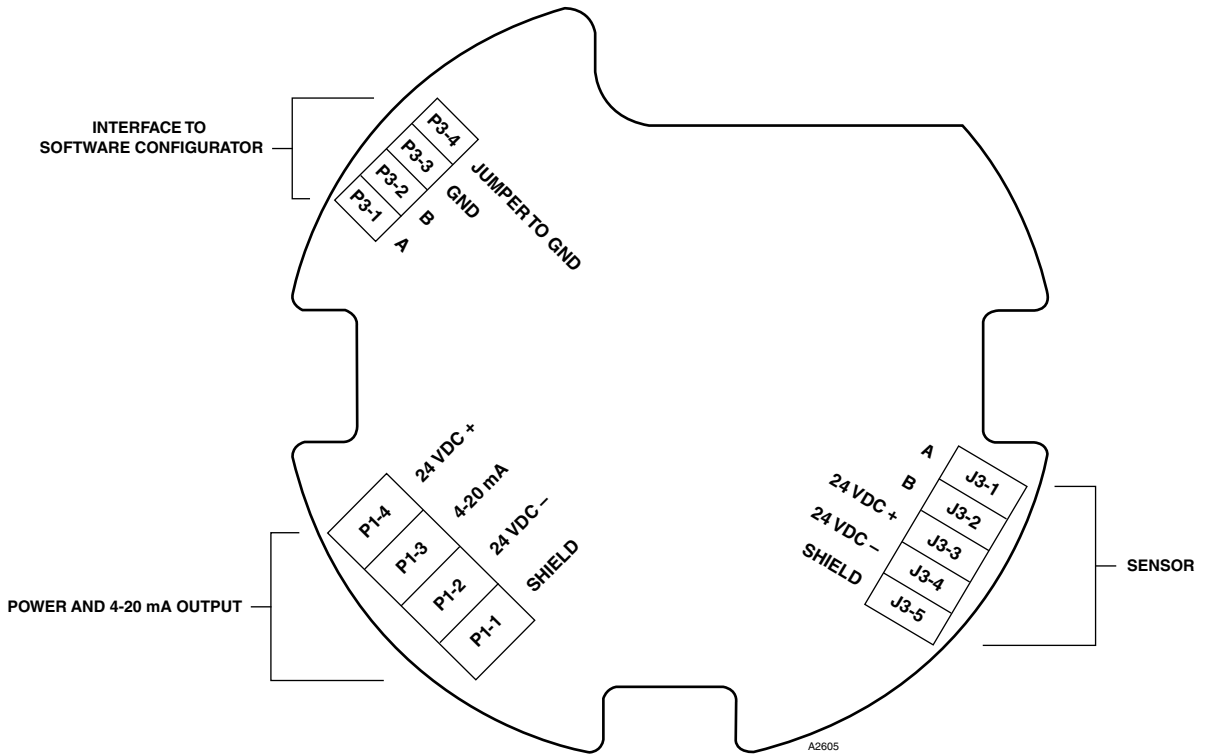 INTERFACE TO
SOFTWARE CONFIGURATOR
P3-4
P3-3
P3-2
P3-1
JUMPER TO GND
GND
B
A
24 VDC +
4-20 mA
24 VDC –
SHIELD
P1-4
P1-3
P1-2
P1-1
POWER AND 4-20 mA OUTPUT
A
B
24 VDC +
24 VDC –
SHIELD
J3-1
J3-2
J3-3
J3-4
J3-5
SENSOR
A2605